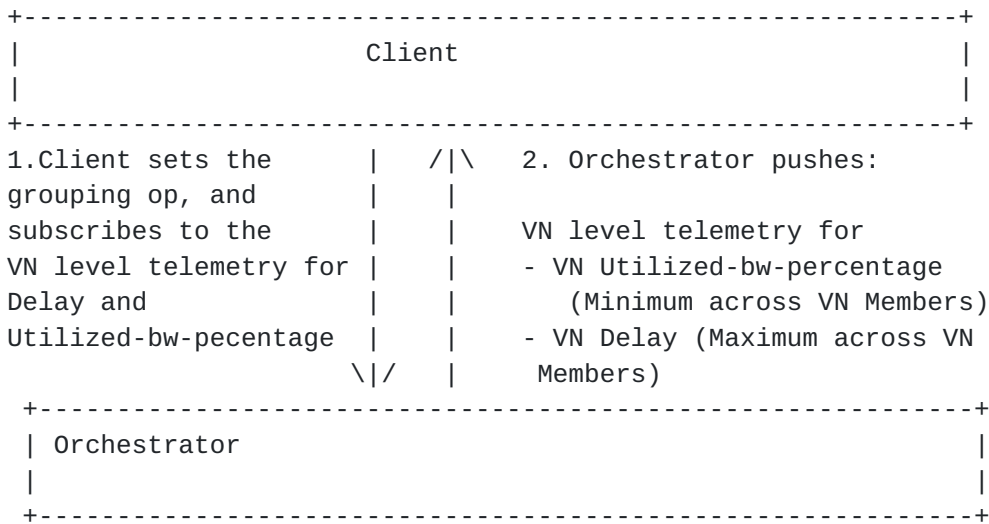 +------------------------------------------------------------+
|                      Client                                |
|                                                            |
+------------------------------------------------------------+
1.Client sets the      |   /|\   2. Orchestrator pushes:
grouping op, and       |    |
subscribes to the      |    |    VN level telemetry for
VN level telemetry for |    |    - VN Utilized-bw-percentage
Delay and              |    |       (Minimum across VN Members)
Utilized-bw-pecentage  |    |    - VN Delay (Maximum across VN
                      \|/   |     Members)
 +------------------------------------------------------------+
 | Orchestrator                                               |
 |                                                            |
 +------------------------------------------------------------+